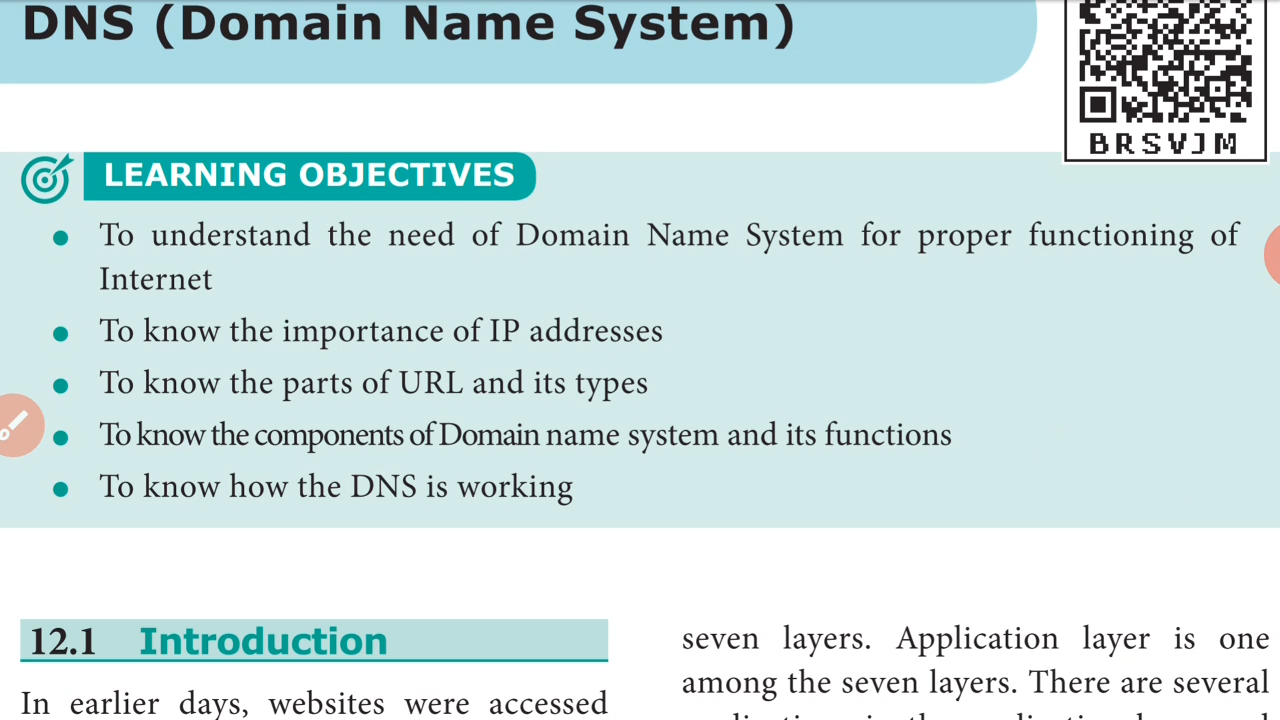 DNS (Domain Name System)
BRSVJM
LEARNING OBJECTIVES
To understand the need of Domain Name System for proper functioning of
Internet
To know the importance of IP addresses
To know the parts of URL and its types
To know the components of Domain name system and its functions
To know how the DNS is working
12.1 Introduction
In earlier days, websites were accessed
seven layers. Application layer is one
among the seven layers. There are several